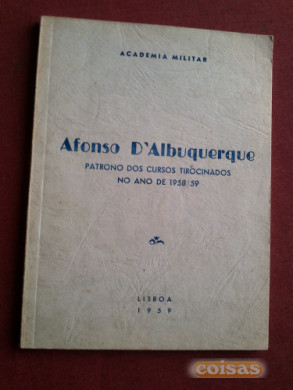 ACADEMIA MILITAR
Afonso D'Albuquerque
PATRONO DOS CURSOS TIROCINADOS
NO ANO DE 1958/59
LISBOA
1959
coisas